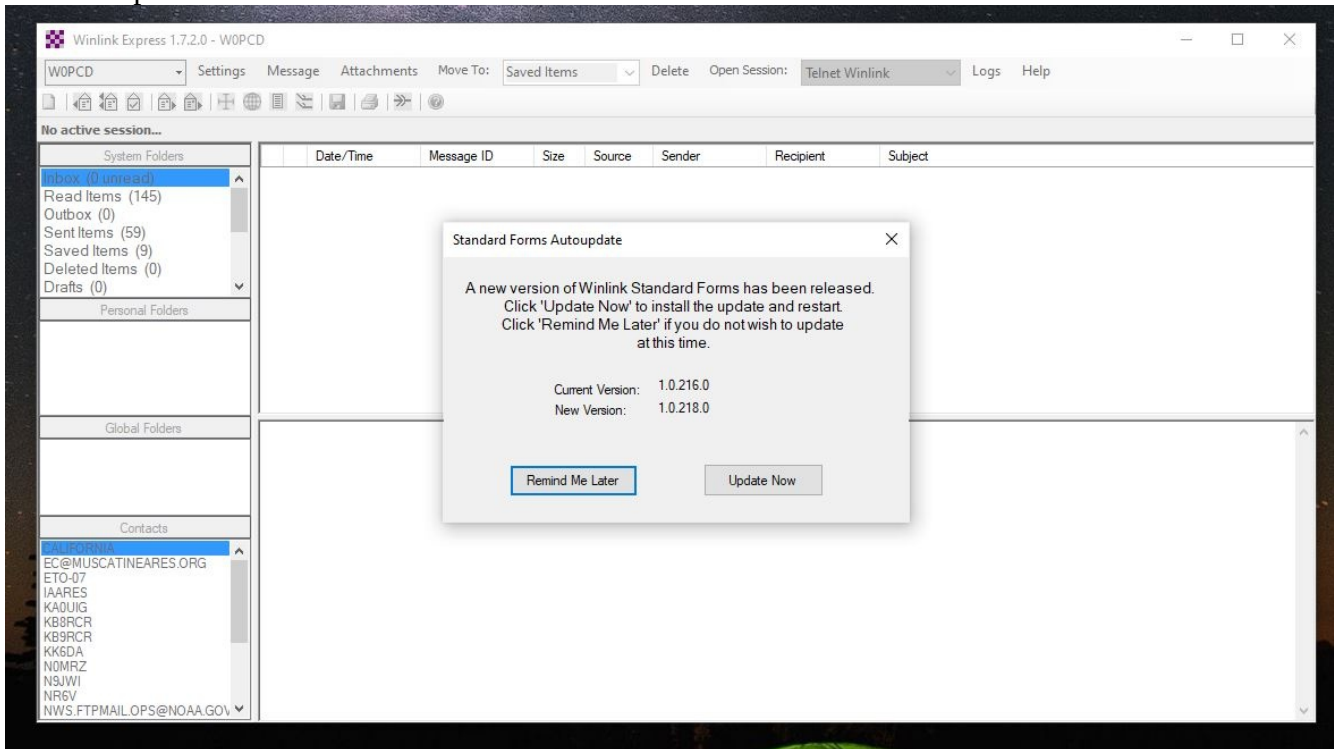 Winlink Express 1.7.2.0 - W0PCD
W0PCD Settings Message Attachments Move To: Saved Items Delete Open Session: Telnet Winlink Logs Help
No active session...
System Folders
Inbox (0 unread)
Read Items (145)
Outbox (0)
Sent Items (59)
Saved Items (9)
Deleted Items (0)
Drafts (0)
Personal Folders
Global Folders
Contacts
CALIFORNIA
EC@MUSCATINEARES.ORG
ETO-07
IAARES
KA0UIG
KB8RCR
KB9RCR
KK6DA
N0MRZ
N9JWI
NR6V
NWS.FTPMAIL.OPS@NOAA.GOV
Date/Time Message ID Size Source Sender Recipient Subject
Standard Forms Autoupdate
A new version of Winlink Standard Forms has been released.
Click 'Update Now' to install the update and restart.
Click 'Remind Me Later' if you do not wish to update
at this time.
Current Version: 1.0.216.0
New Version: 1.0.218.0
Remind Me Later Update Now